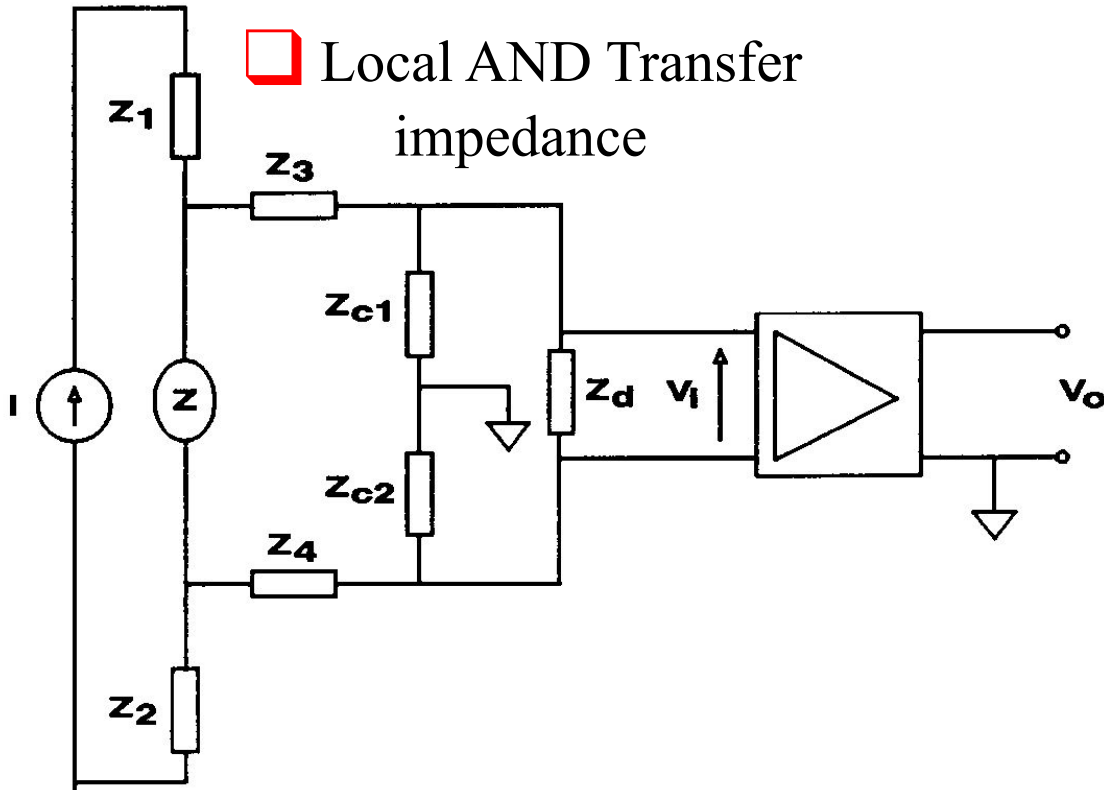 Local AND Transfer
impedance
Z1
Z3
Zc1
I
Z
Zd
Vi
Vo
Zc2
Z4
Z2